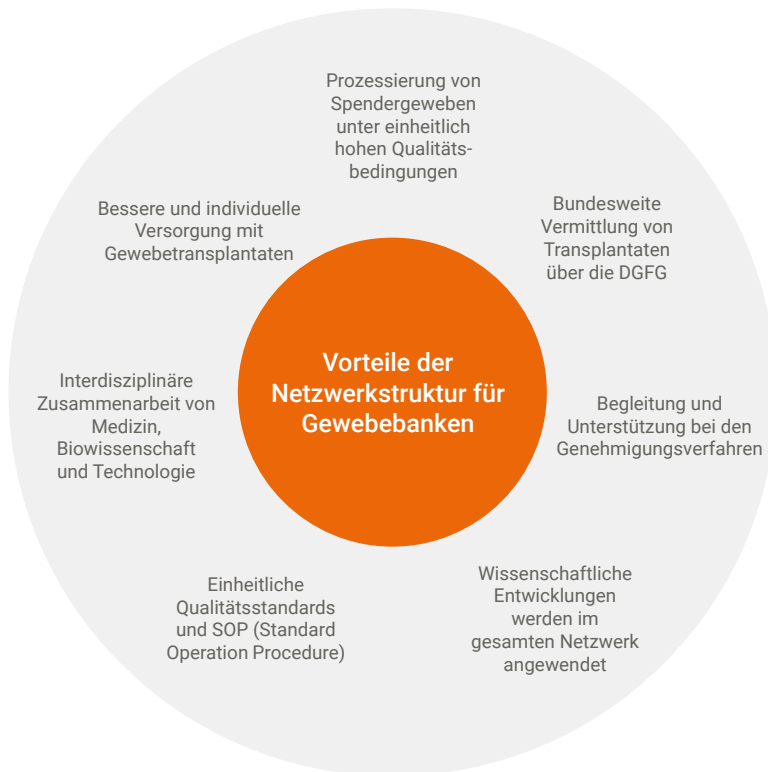 Prozessierung von
Spendergeweben
unter einheitlich
hohen Qualitäts-
bedingungen
Bundesweite
Vermittlung von
Transplantaten
über die DGFG
Begleitung und
Unterstützung bei den
Genehmigungsverfahren
Wissenschaftliche
Entwicklungen
werden im
gesamten Netzwerk
angewendet
Einheitliche
Qualitätsstandards
und SOP (Standard
Operation Procedure)
Interdisziplinäre
Zusammenarbeit von
Medizin,
Biowissenschaft
und Technologie
Bessere und individuelle
Versorgung mit
Gewebetransplantaten
Vorteile der
Netzwerkstruktur für
Gewebebanken